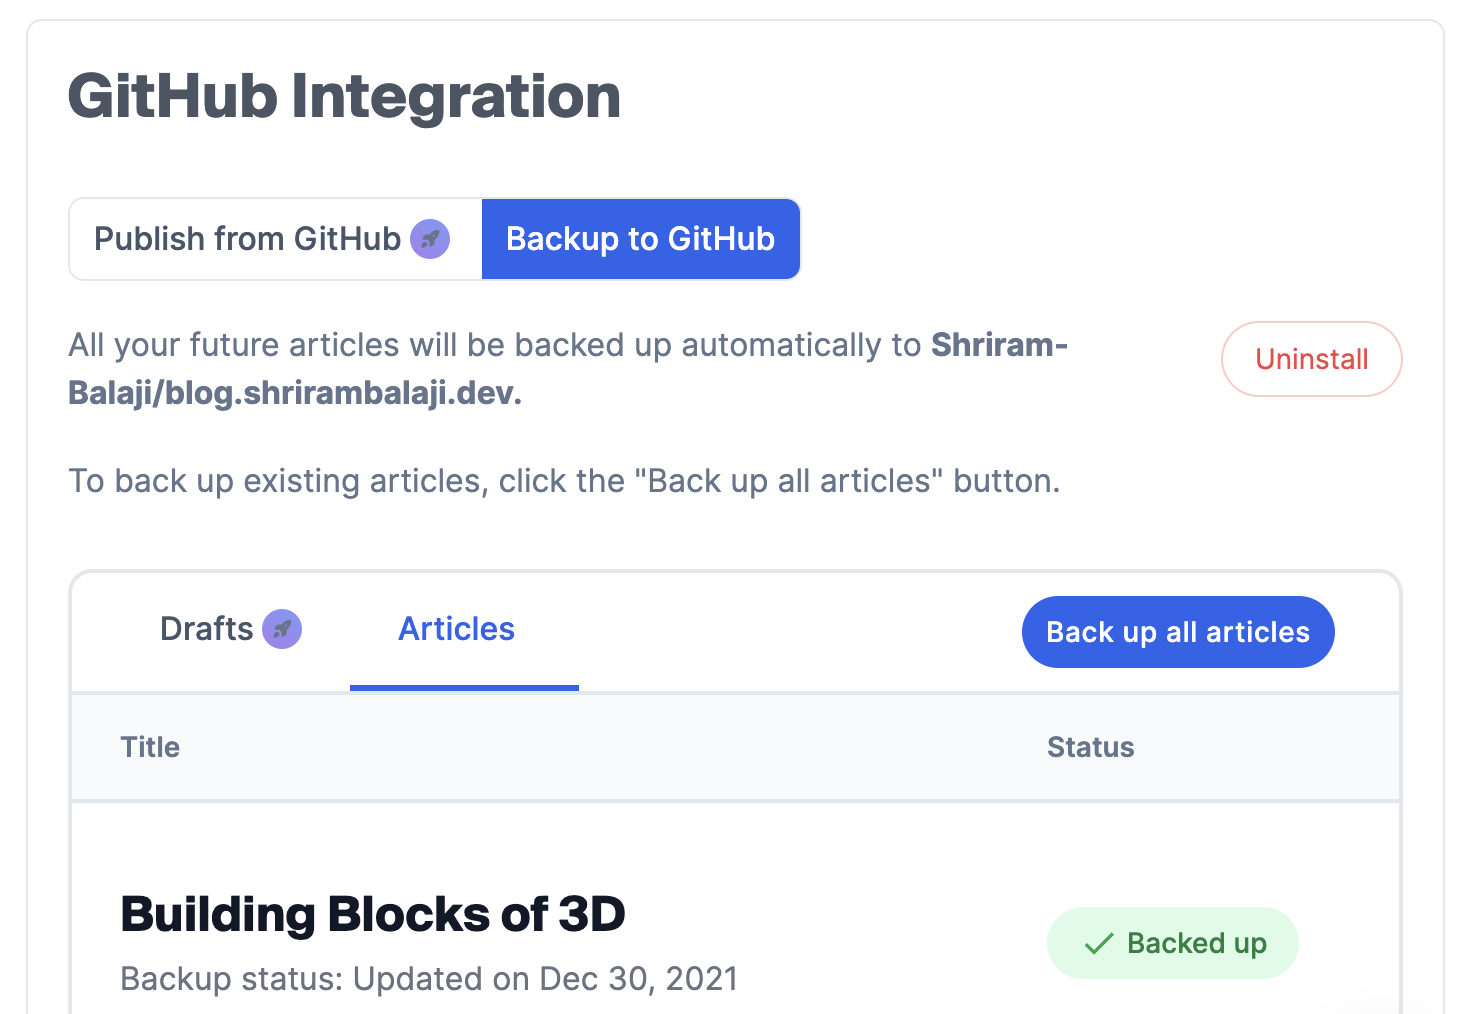 GitHub Integration
Publish from GitHub Backup to GitHub
All your future articles will be backed up automatically to Shriram-
Balaji/blog.shrirambalaji.dev.
Uninstall
To back up existing articles, click the "Back up all articles" button.
Drafts Articles Back up all articles
Title Status
Building Blocks of 3D
Backup status: Updated on Dec 30, 2021
Backed up